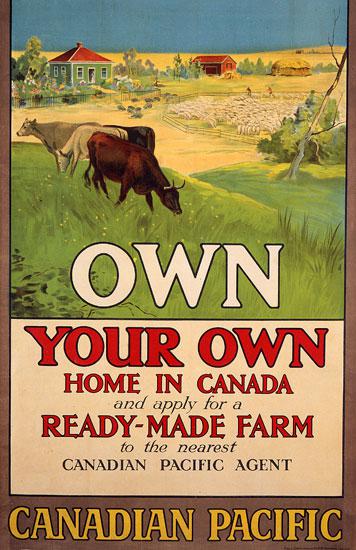 OWN
YOUR OWN
HOME IN CANADA
and apply for a
READY-MADE FARM
to the nearest
CANADIAN PACIFIC AGENT
CANADIAN PACIFIC